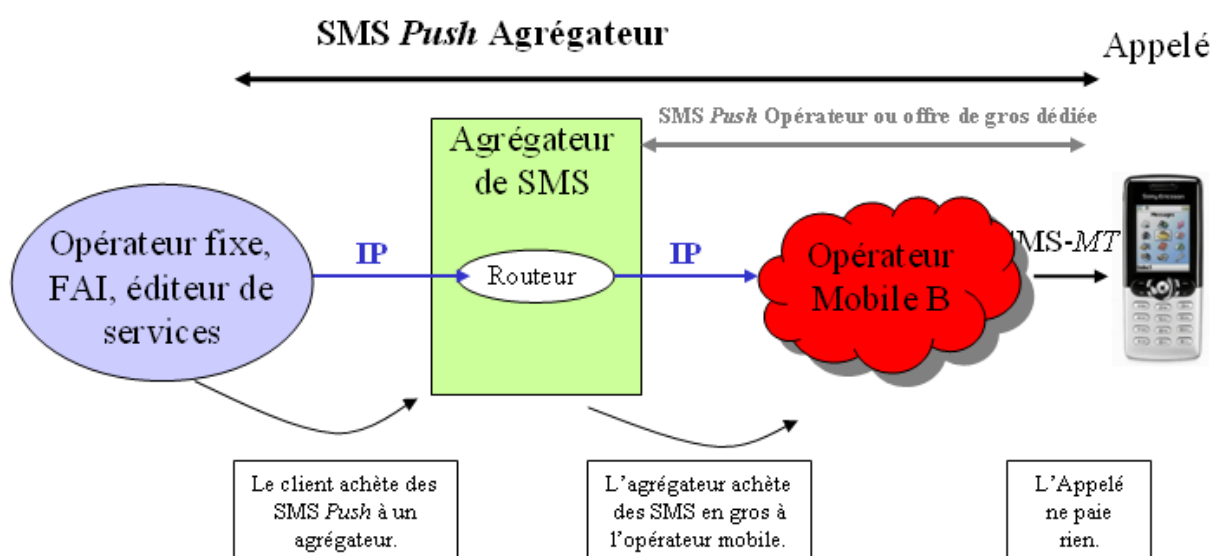 SMS Push Agrégateur
Appelé
SMS Push Opérateur ou offre de gros dédiée
Agrégateur
de SMS
Opérateur fixe,
FAI, éditeur de
services
IP
Routeur
IP
Opérateur
Mobile B
SMS-MT
Le client achète des
SMS Push à un
agrégateur.
L'agrégateur achète
des SMS en gros à
l'opérateur mobile.
L'Appelé
ne paie
rien.